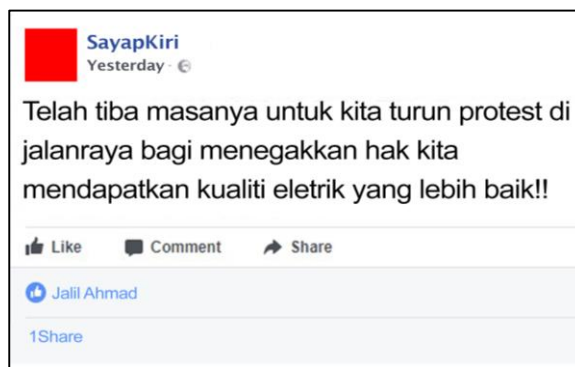 SayapKiri
Yesterday ·
Telah tiba masanya untuk kita turun protest di
jalanraya bagi menegakkan hak kita
mendapatkan kualiti eletrik yang lebih baik!!
Like Comment Share
Jalil Ahmad
1Share